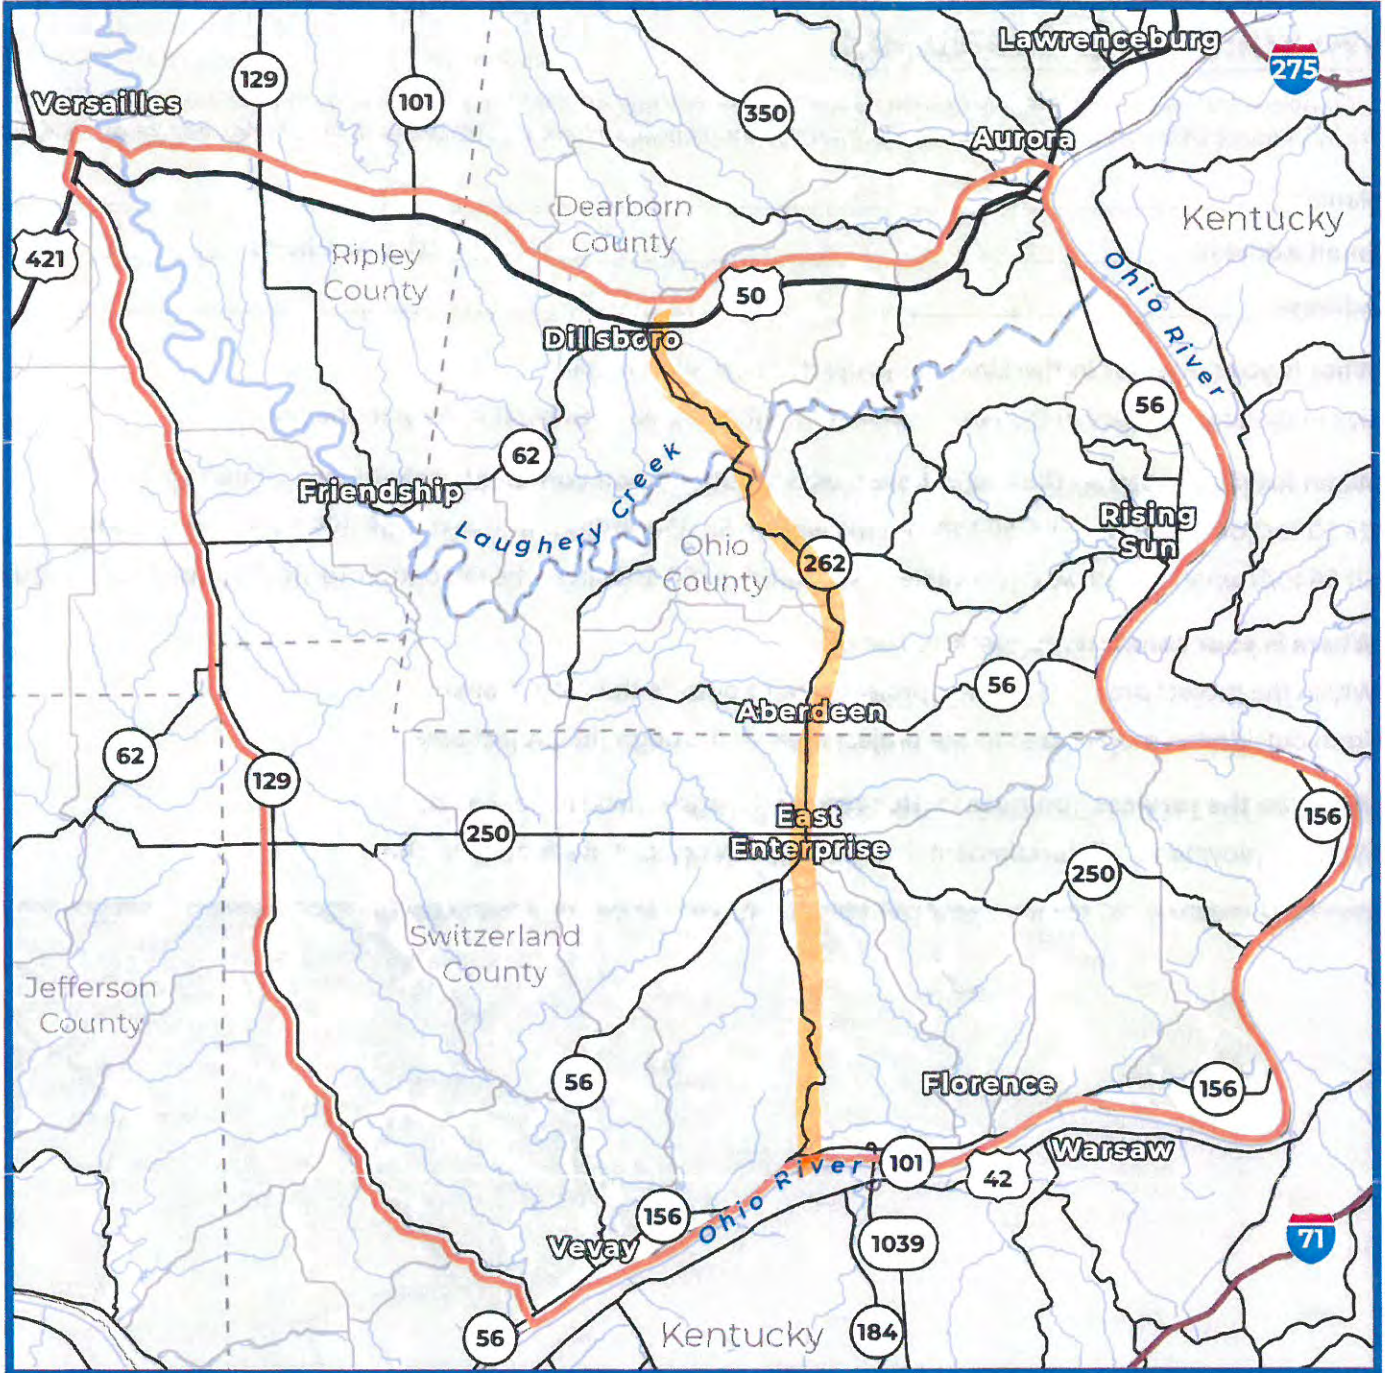 Lawrenceburg
275
129
101
Versailles
350
Aurora
Dearborn
County
Kentucky
421
Ripley
County
Ohio River
50
Dillsboro
56
62
Laughery Creek
Friendship
Rising
Sun
Ohio
County
262
56
Aberdeen
62
129
East
Enterprise
250
156
250
Switzerland
County
Jefferson
County
56
Florence
156
Warsaw
101
42
Ohio River
156
Vevay
1039
71
56
Kentucky
184